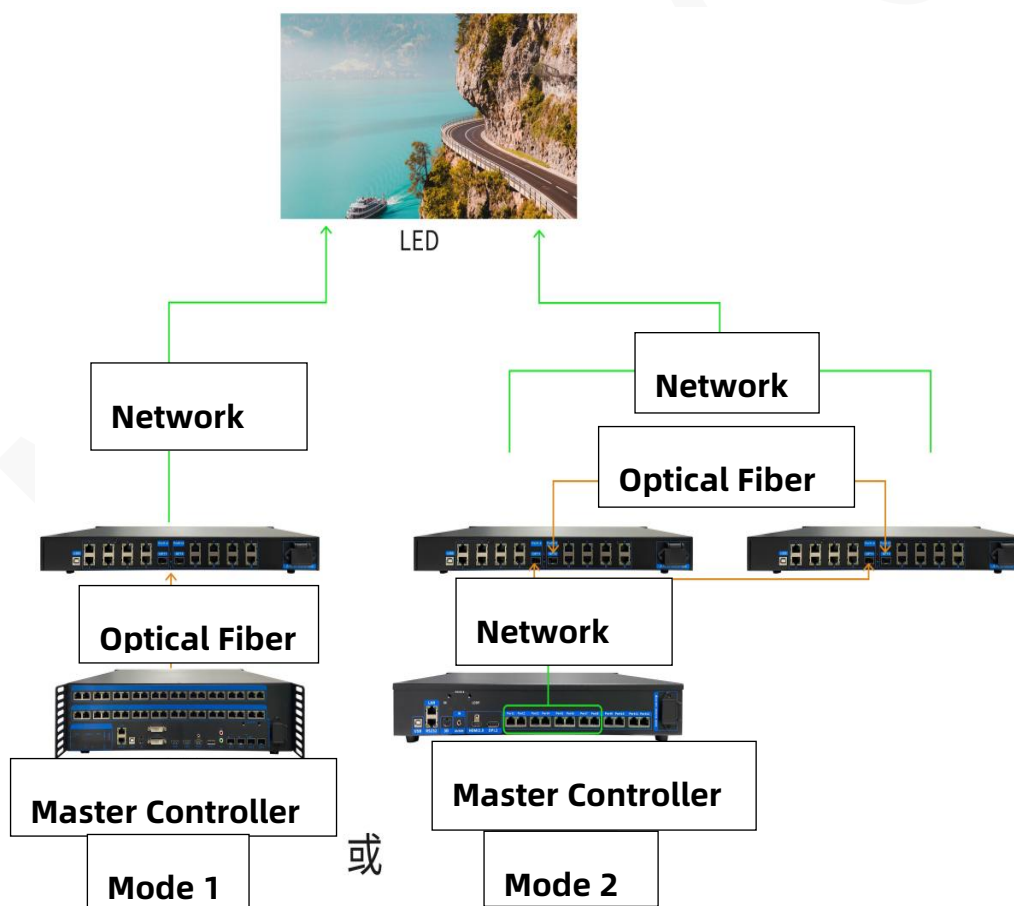 LED
Network
Network
Optical Fiber
Optical Fiber
Network
Master Controller
Master Controller
或
Mode 1
Mode 2